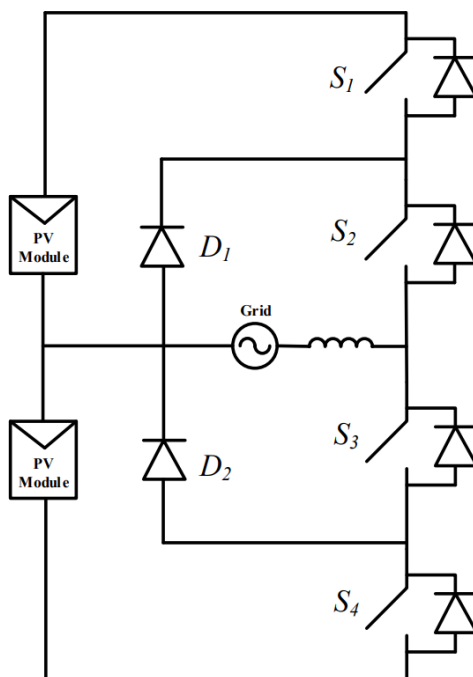 S1
PV
Module
D1
S2
Grid
PV
Module
D2
S3
S4